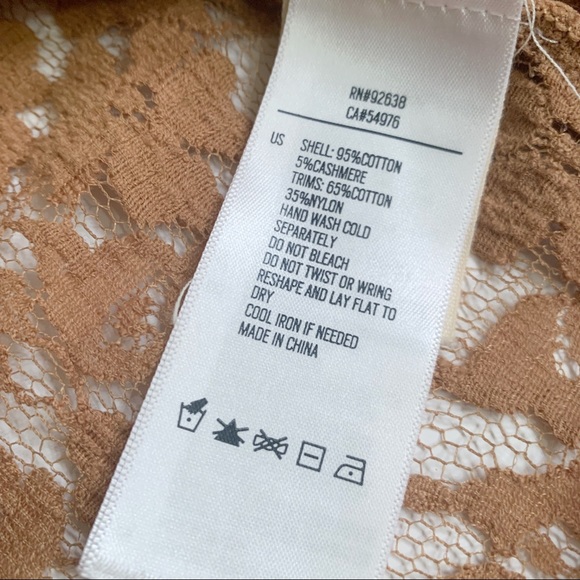 RN#92638
CA#54976
US SHELL: 95%COTTON
5%CASHMERE
TRIMS: 65%COTTON
35%NYLON
HAND WASH COLD
SEPARATELY
DO NOT BLEACH
DO NOT TWIST OR WRING
RESHAPE AND LAY FLAT TO
DRY
COOL IRON IF NEEDED
MADE IN CHINA